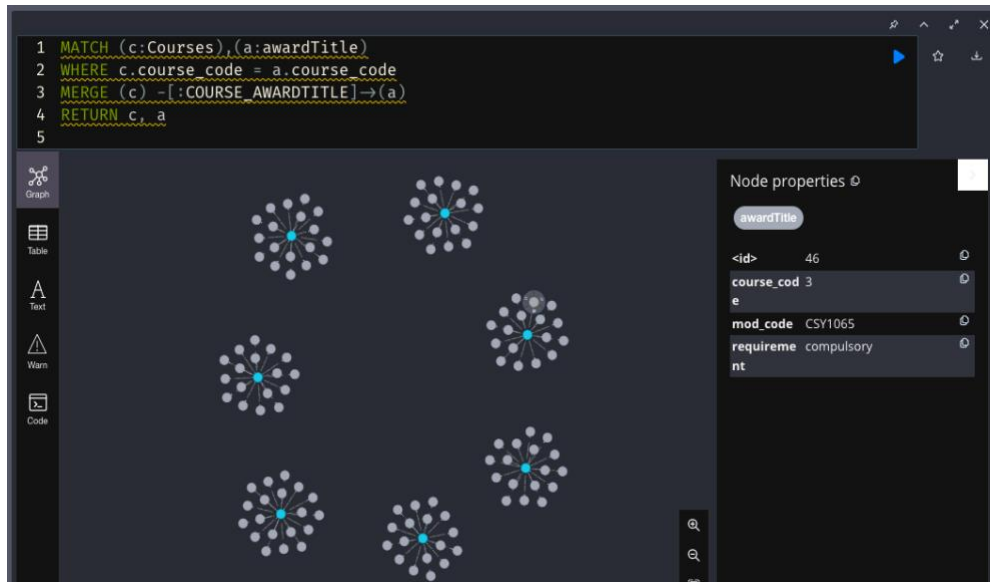 1 MATCH (c:Courses),(a:awardTitle)
2 WHERE c.course_code = a.course_code
3 MERGE (c) -[:COURSE_AWARDTITLE]→(a)
4 RETURN c, a
5
Graph
Table
Text
Warn
Code
Node properties
awardTitle
<id> 46
course_cod 3
e
mod_code CSY1065
requireme compulsory
nt